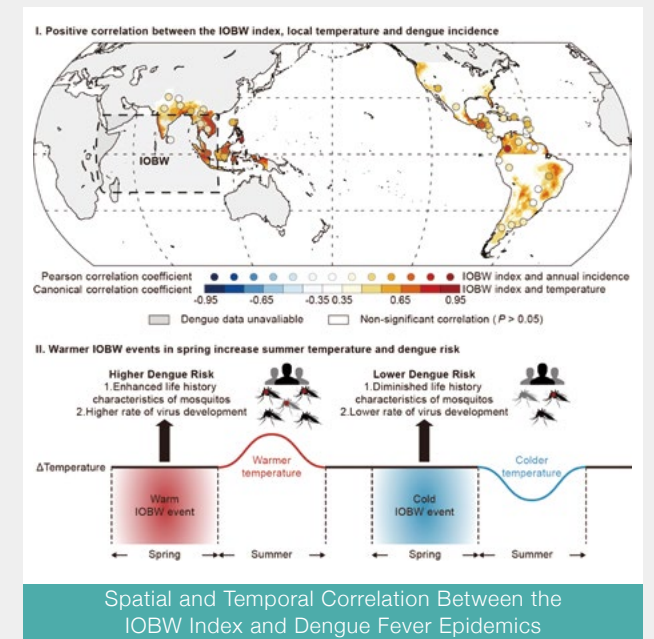 I. Positive correlation between the IOBW index, local temperature and dengue incidence
IOBW
Pearson correlation coefficient
IOBW index and annual incidence
Canonical correlation coefficient
IOBW index and temperature
-0.95 -0.65 -0.35 0.35 0.65 0.95
Dengue data unavailable
Non-significant correlation (P > 0.05)
II. Warmer IOBW events in spring increase summer temperature and dengue risk
Higher Dengue Risk
1.Enhanced life history
characteristics of mosquitos
2.Higher rate of virus development
Lower Dengue Risk
1.Diminished life history
characteristics of mosquitos
2.Lower rate of virus development
ΔTemperature
Warmer
temperature
Colder
temperature
Warm
IOBW event
Cold
IOBW event
Spring
Summer
Spring
Summer
Spatial and Temporal Correlation Between the
IOBW Index and Dengue Fever Epidemics